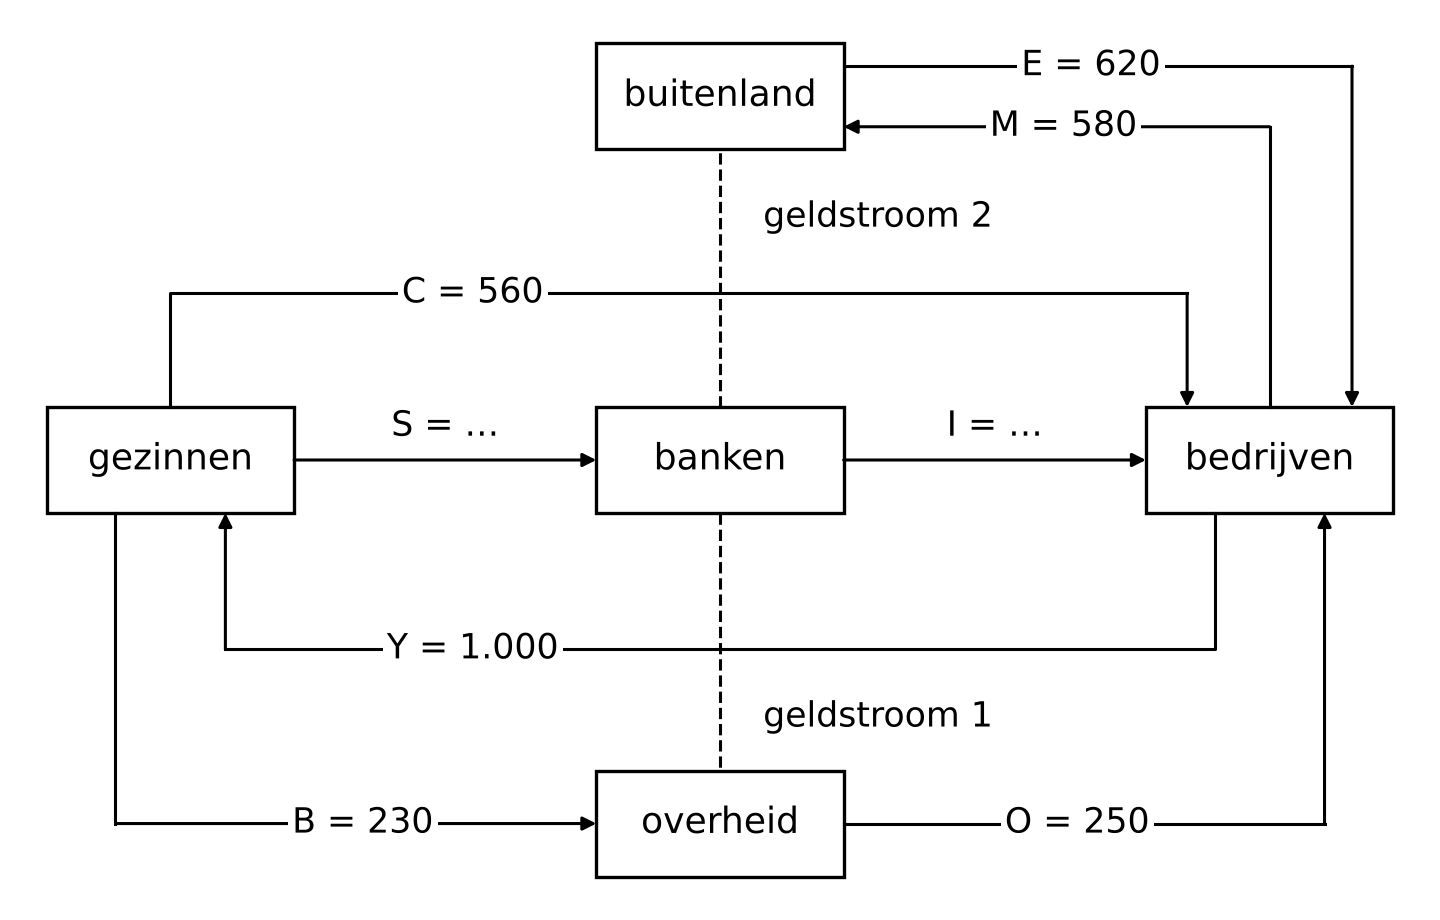 buitenland
E = 620
M = 580
geldstroom 2
C = 560
gezinnen
S = ...
banken
I = ...
bedrijven
Y = 1.000
geldstroom 1
B = 230
overheid
O = 250